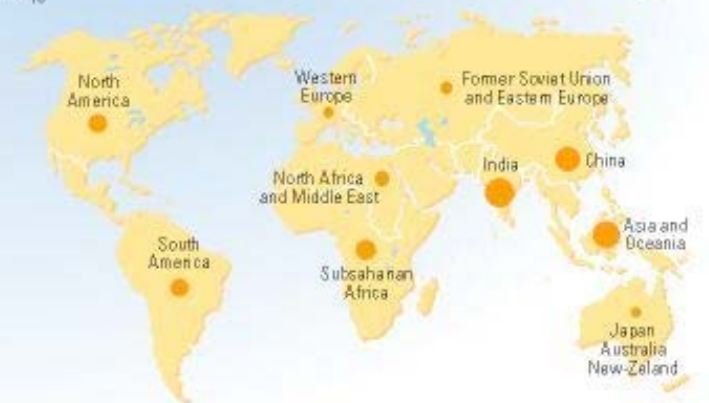 North
America
Western
Europe
Former Soviet Union
and Eastern Europe
India
China
North Africa
and Middle East
Asia and
Oceania
South
America
Subsaharian
Africa
Japan
Australia
New-Zeland